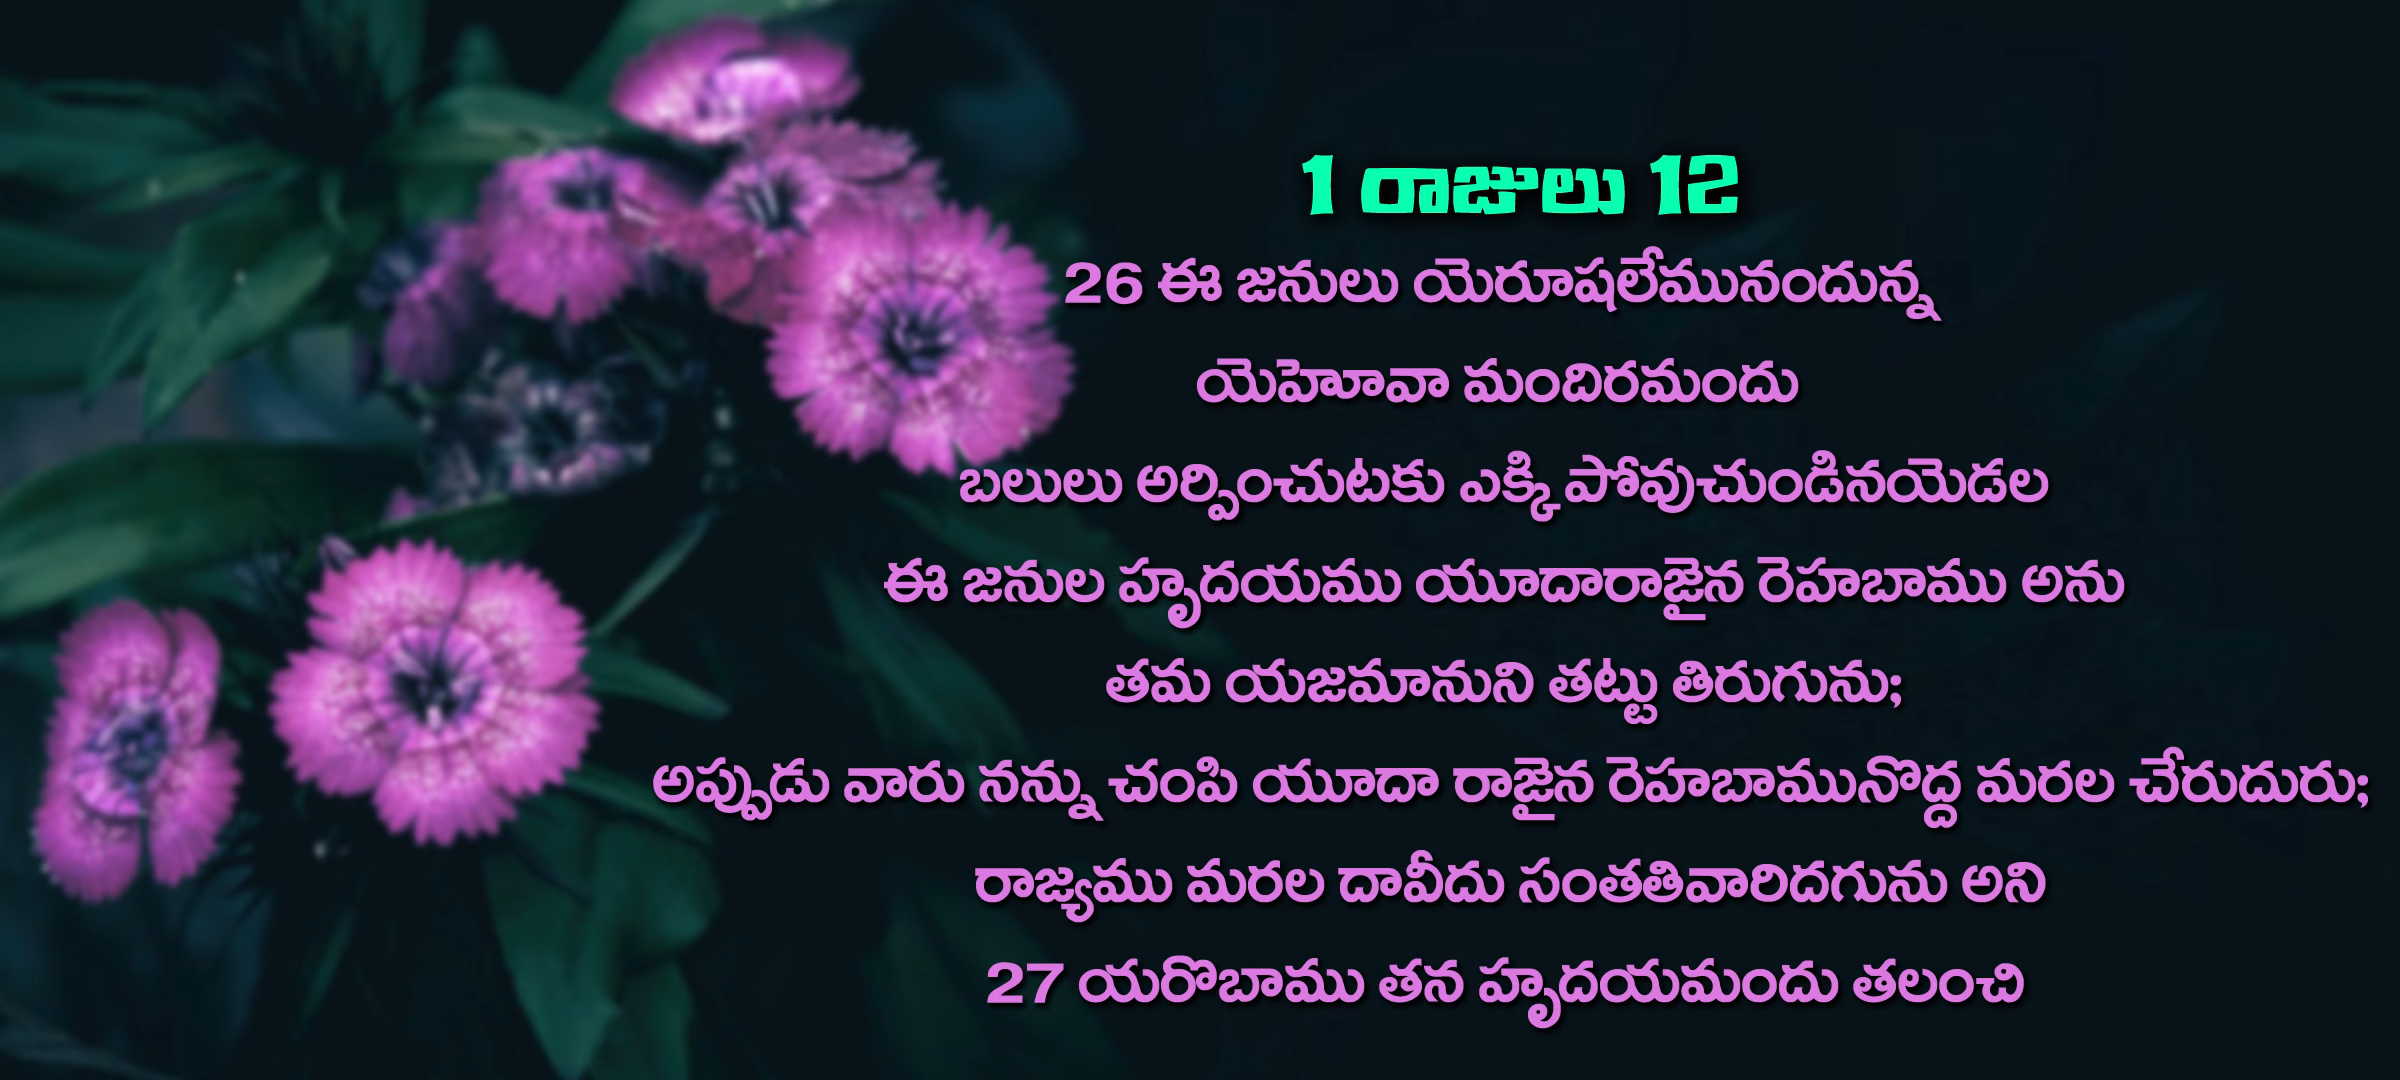 1 రాజులు 12
26 ఈ జనులు యెరూషలేమునందున్న
యెహోవా మందిరమందు
బలులు అర్పించుటకు ఎక్కి పోవుచుండినయెడల
ఈ జనుల హృదయము యూదారాజైన రెహబాము అను
తమ యజమానుని తట్టు తిరుగును;
అప్పుడు వారు నన్ను చంపి యూదా రాజైన రెహబామునొద్ద మరల చేరుదురు;
రాజ్యము మరల దావీదు సంతతివారిదగును అని
27 యరొబాము తన హృదయమందు తలంచి